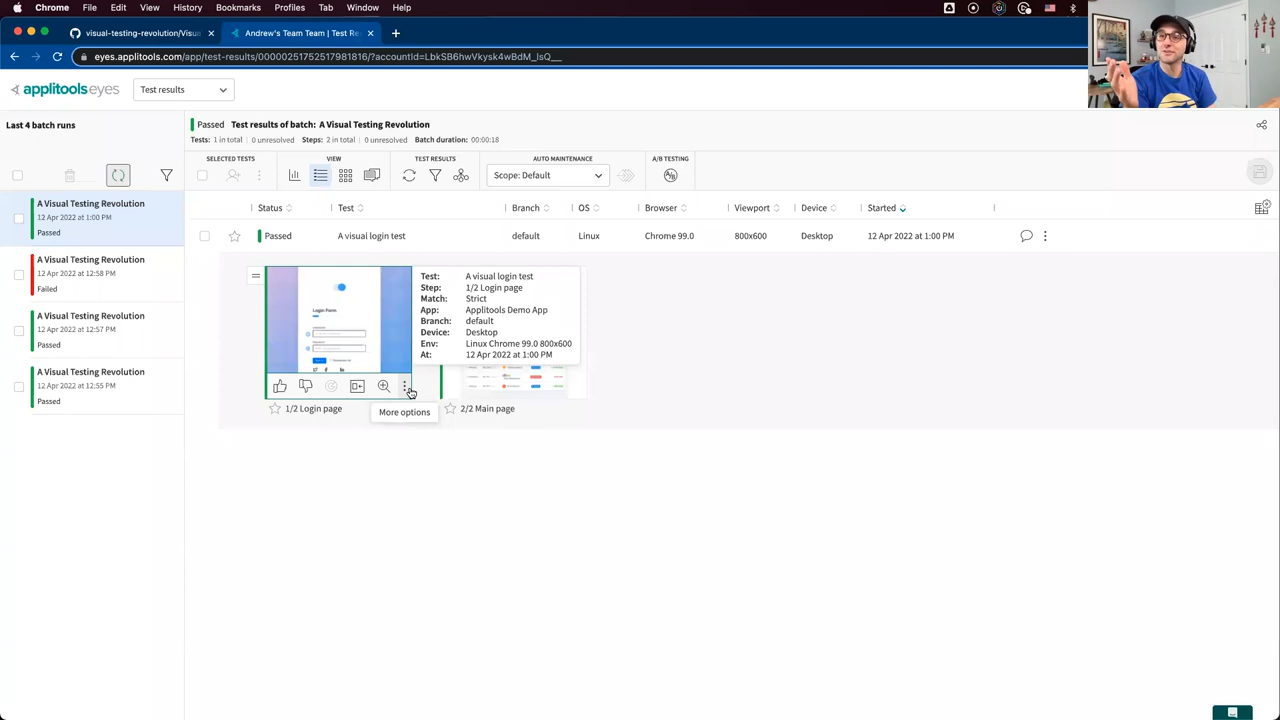 Chrome File Edit View History Bookmarks Profiles Tab Window Help
visual-testing-revolution/Visua
Andrew's Team Team | Test Re
eyes.applitools.com/app/test-results/00000251752517981816/?accountId=LbkSB6hwVkysk4wBdM_lsQ__
applitools eyes
Test results
Last 4 batch runs
Passed Test results of batch: A Visual Testing Revolution
Tests: 1 in total | 0 unresolved Steps: 2 in total | 0 unresolved Batch duration: 00:00:18
SELECTED TESTS VIEW TEST RESULTS AUTO MAINTENANCE A/B TESTING
Scope: Default
A Visual Testing Revolution
12 Apr 2022 at 1:00 PM
Passed
A Visual Testing Revolution
12 Apr 2022 at 12:58 PM
Failed
A Visual Testing Revolution
12 Apr 2022 at 12:57 PM
Passed
A Visual Testing Revolution
12 Apr 2022 at 12:55 PM
Passed
Status Test Branch OS Browser Viewport Device Started
Passed A visual login test default Linux Chrome 99.0 800x600 Desktop 12 Apr 2022 at 1:00 PM
Login Form
Test: A visual login test
Step: 1/2 Login page
Match: Strict
App: Applitools Demo App
Branch: default
Device: Desktop
Env: Linux Chrome 99.0 800x600
At: 12 Apr 2022 at 1:00 PM
1/2 Login page
More options
2/2 Main page